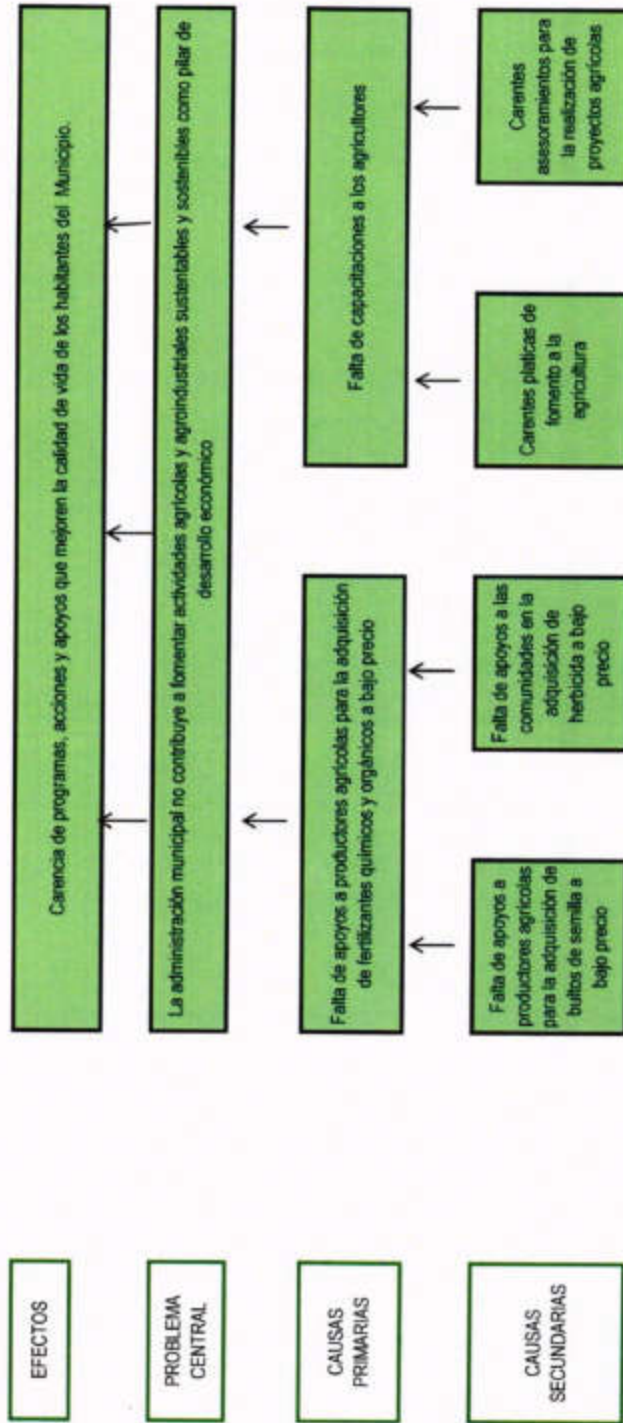 EFECTOS
Carencia de programas, acciones y apoyos que mejoren la calidad de vida de los habitantes del Municipio.
PROBLEMA
CENTRAL
La administración municipal no contribuye a fomentar actividades agrícolas y agroindustriales sustentables y sostenibles como pilar de
desarrollo económico
CAUSAS
PRIMARIAS
Falta de apoyos a productores agrícolas para la adquisición
de fertilizantes químicos y orgánicos a bajo precio
Falta de capacitaciones a los agricultores
CAUSAS
SECUNDARIAS
Falta de apoyos a
productores agrícolas
para la adquisición de
bultos de semilla a
bajo precio
Falta de apoyos a las
comunidades en la
adquisición de
herbicida a bajo
precio
Carentes platicas de
fomento a la
agricultura
Carentes
asesoramientos para
la realización de
proyectos agrícolas